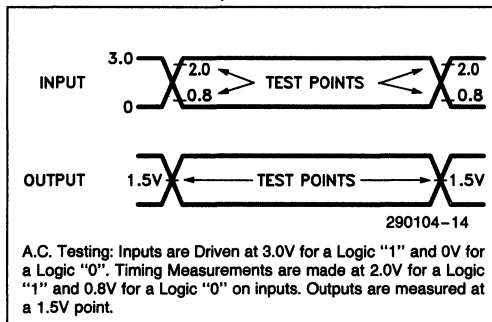 3.0
2.0
INPUT
TEST POINTS
0.8
0
2.0
0.8
OUTPUT
1.5V
TEST POINTS
1.5V
290104-14
A.C. Testing: Inputs are Driven at 3.0V for a Logic "1" and 0V for
a Logic "0". Timing Measurements are made at 2.0V for a Logic
"1" and 0.8V for a Logic "0" on inputs. Outputs are measured at
a 1.5V point.